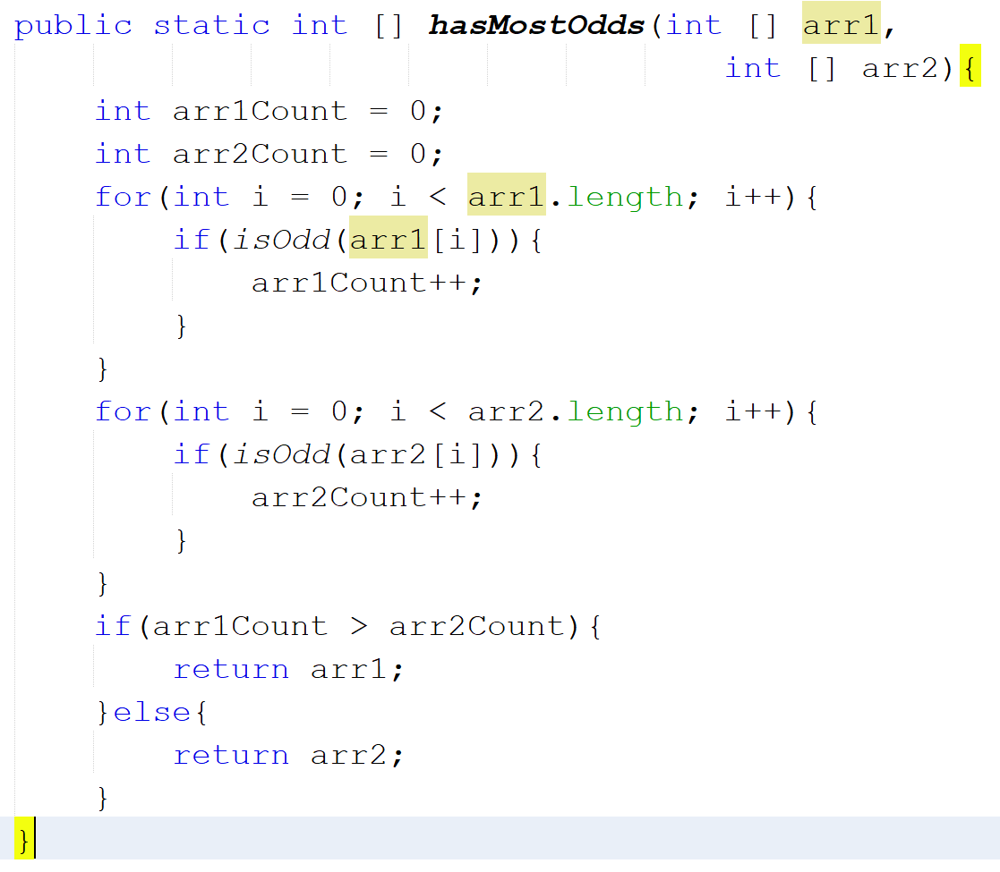 public static int [] hasMostOdds(int [] arr1,
                                    int [] arr2){
    int arr1Count = 0;
    int arr2Count = 0;
    for(int i = 0; i < arr1.length; i++){
        if(isOdd(arr1[i])){
            arr1Count++;
        }
    }
    for(int i = 0; i < arr2.length; i++){
        if(isOdd(arr2[i])){
            arr2Count++;
        }
    }
    if(arr1Count > arr2Count){
        return arr1;
    }else{
        return arr2;
    }
}